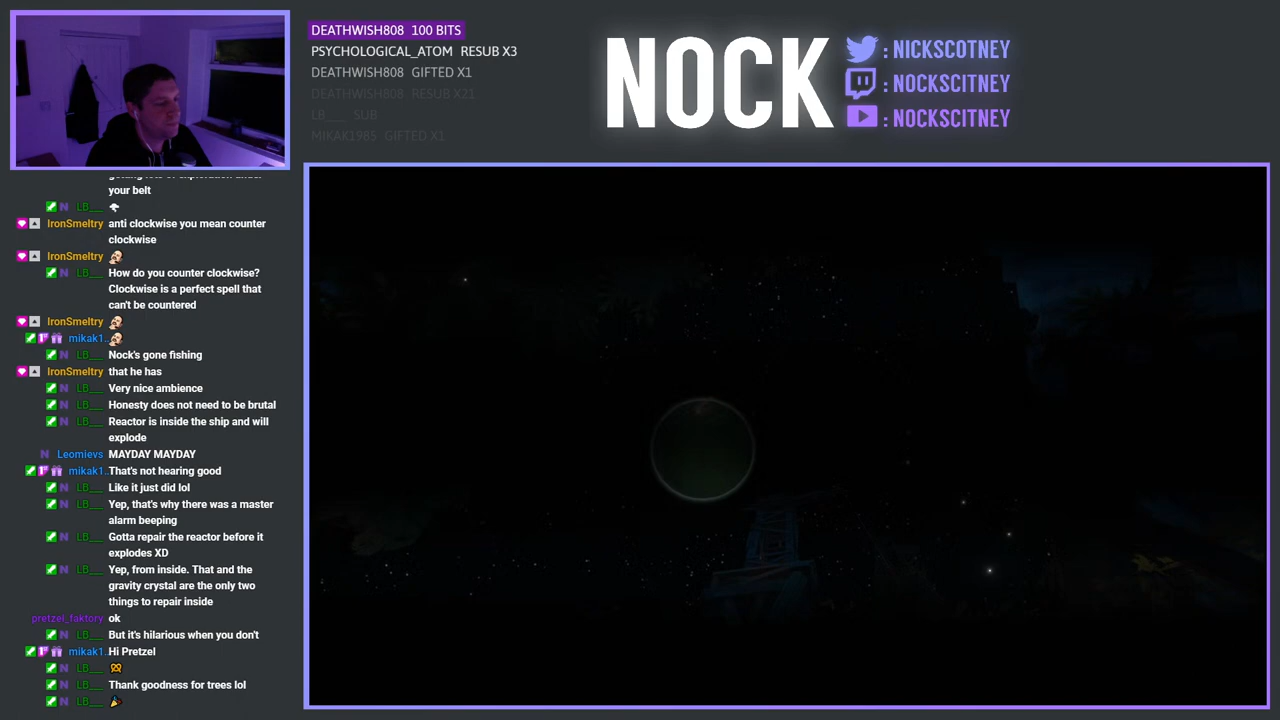 DEATHWISH808 100 BITS
PSYCHOLOGICAL_ATOM RESUB X3
DEATHWISH808 GIFTED X1
DEATHWISH808 RESUB X21
LB___ SUB
MIKAK1985 GIFTED X1
NOCK
: NICKSCOTNEY
: NOCKSCITNEY
: NOCKSCITNEY
your belt
LB___
IronSmeltry anti clockwise you mean counter
clockwise
IronSmeltry
LB___ How do you counter clockwise?
Clockwise is a perfect spell that
can't be countered
IronSmeltry
mikak1..
LB___ Nock's gone fishing
IronSmeltry that he has
LB___ Very nice ambience
LB___ Honesty does not need to be brutal
LB___ Reactor is inside the ship and will
explode
Leomievs MAYDAY MAYDAY
mikak1.. That's not hearing good
LB___ Like it just did lol
LB___ Yep, that's why there was a master
alarm beeping
LB___ Gotta repair the reactor before it
explodes XD
LB___ Yep, from inside. That and the
gravity crystal are the only two
things to repair inside
pretzel_faktory ok
LB___ But it's hilarious when you don't
mikak1.. Hi Pretzel
LB___
LB___ Thank goodness for trees lol
LB___